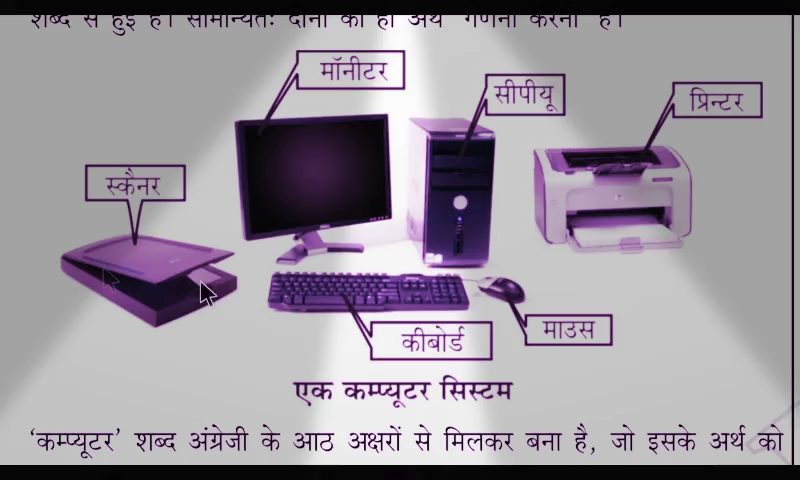 शब्द से हुई है। सामान्यतः दोनों का ही अर्थ 'गणना करना' है।
मॉनीटर
सीपीयू
प्रिन्टर
स्कैनर
कीबोर्ड
माउस
एक कम्प्यूटर सिस्टम
‘कम्प्यूटर’ शब्द अंग्रेजी के आठ अक्षरों से मिलकर बना है, जो इसके अर्थ को